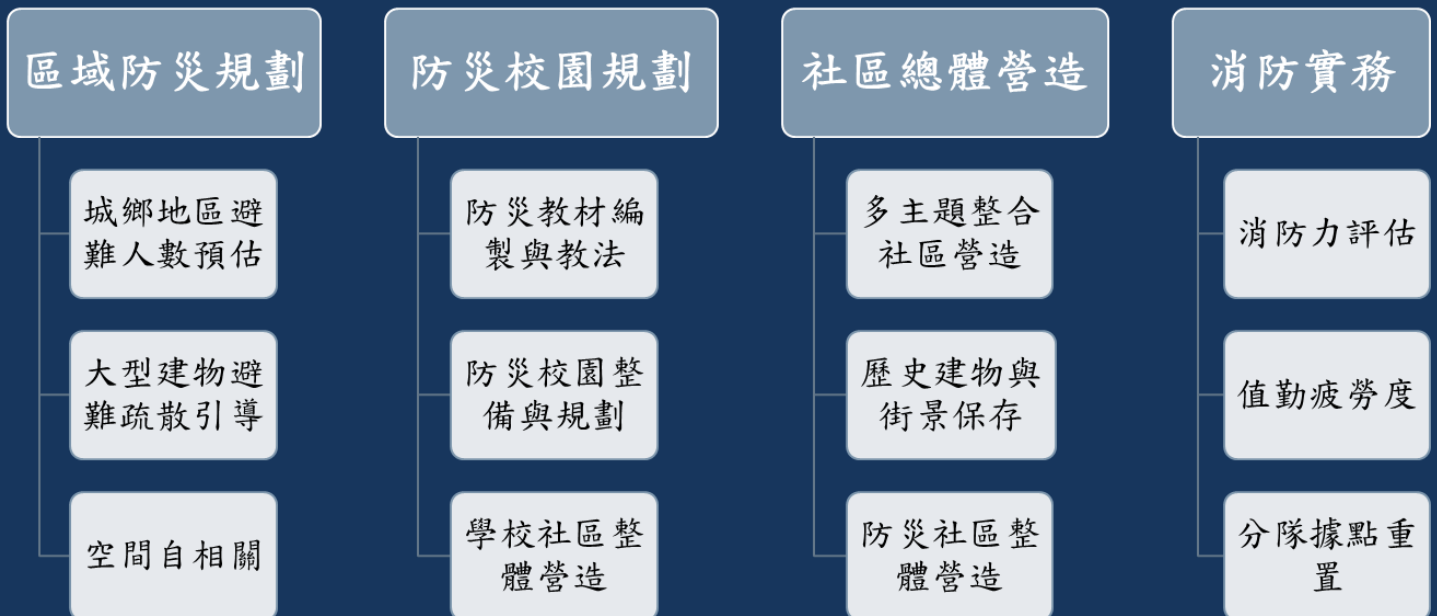 區域防災規劃
城鄉地區避
難人數預估
大型建物避
難疏散引導
空間自相關
防災校園規劃
防災教材編
製與教法
防災校園整
備與規劃
學校社區整
體營造
社區總體營造
多主題整合
社區營造
歷史建物與
街景保存
防災社區整
體營造
消防實務
消防力評估
值勤疲勞度
分隊據點重
置